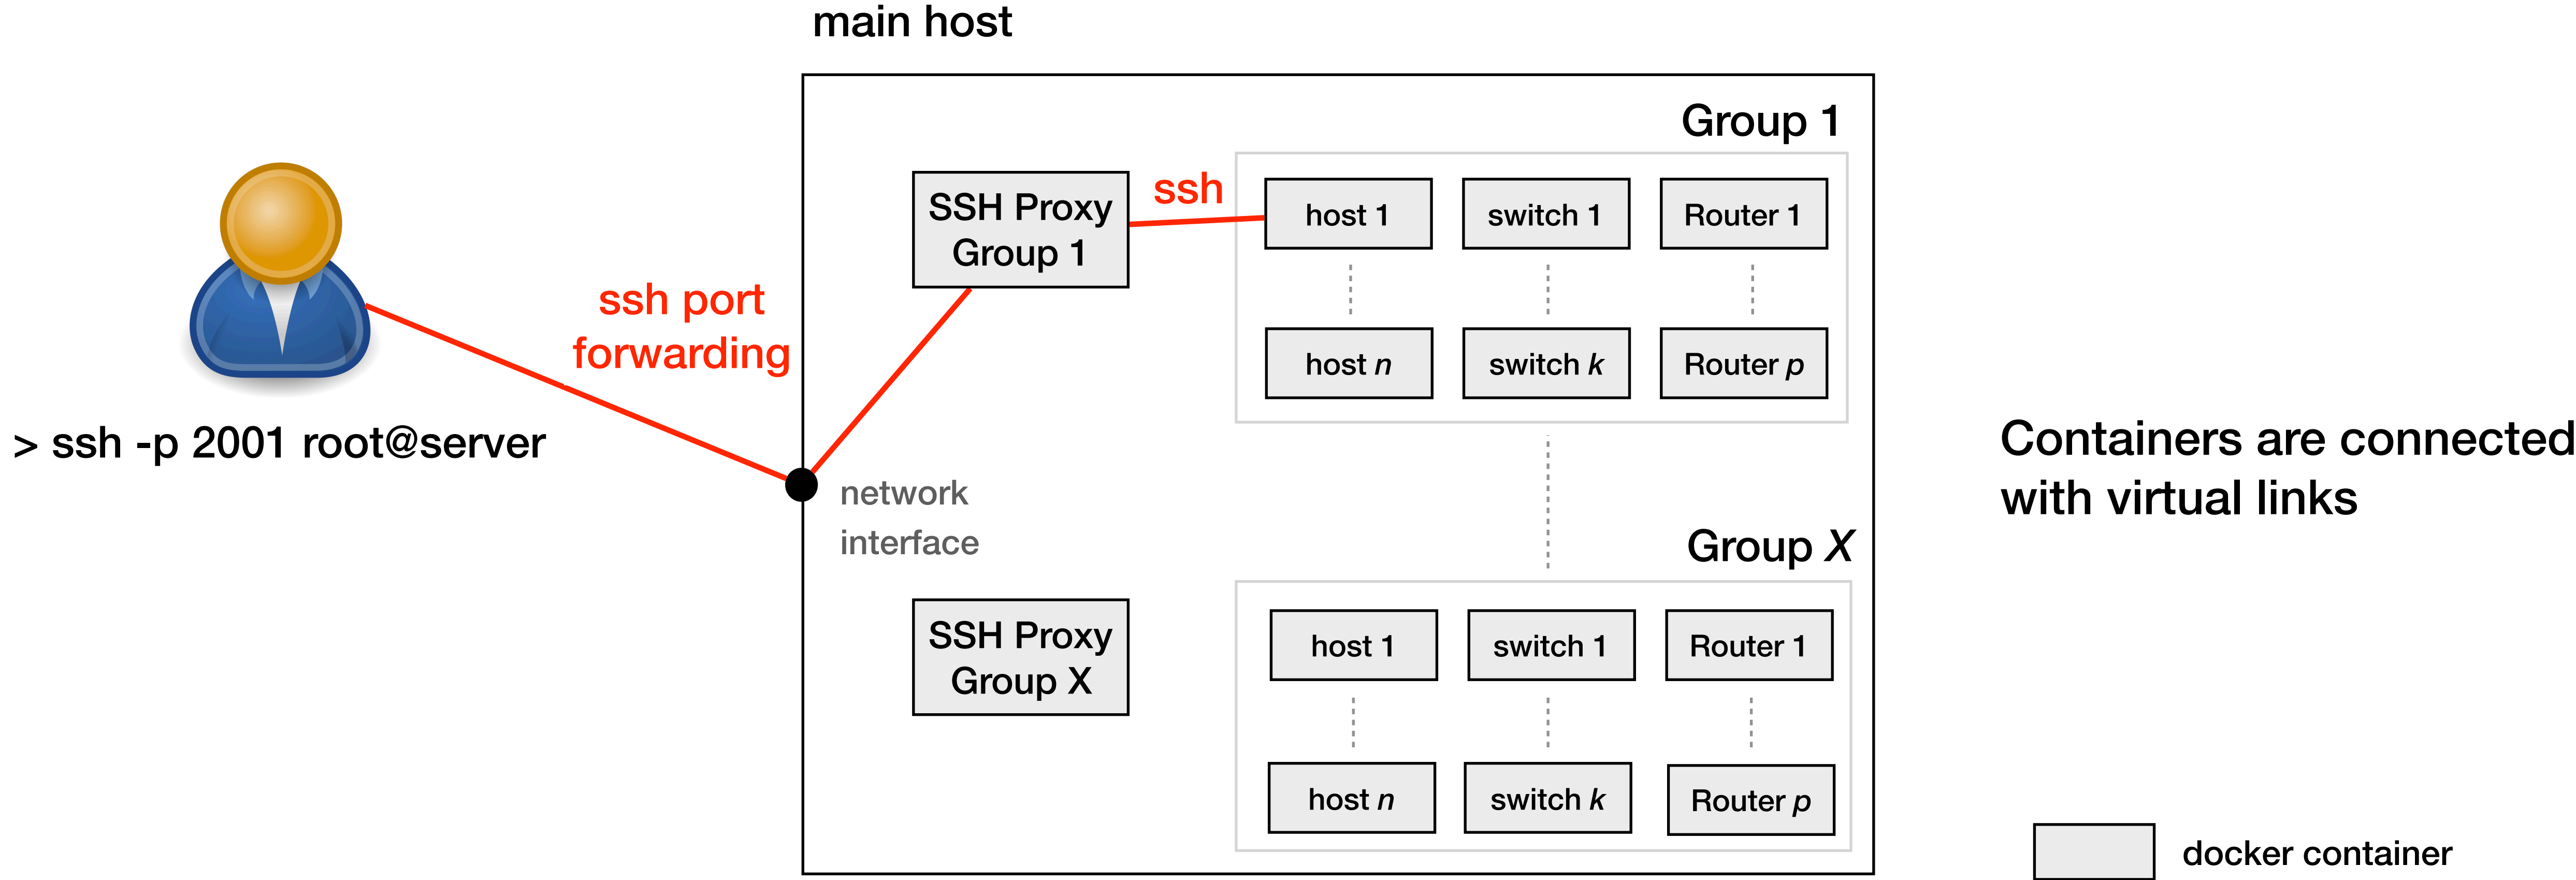 main host
Group 1
SSH Proxy
Group 1
ssh
host 1
switch 1
Router 1
host n
switch k
Router p
ssh port
forwarding
> ssh -p 2001 root@server
network
interface
Containers are connected
with virtual links
Group X
SSH Proxy
Group X
host 1
switch 1
Router 1
host n
switch k
Router p
docker container